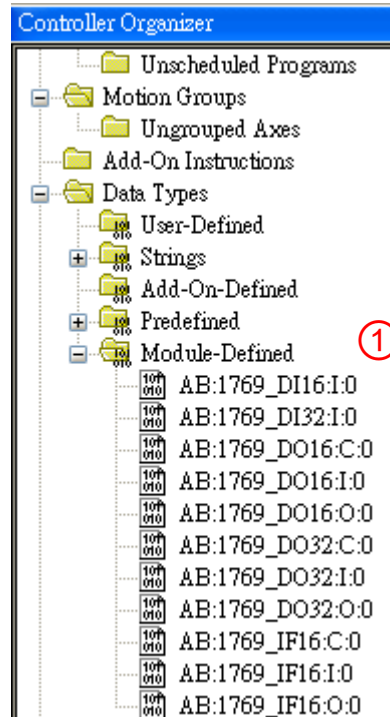 Controller Organizer
Unscheduled Programs
Motion Groups
Ungrouped Axes
Add-On Instructions
Data Types
User-Defined
Strings
Add-On-Defined
Predefined
Module-Defined 1
AB:1769_DI16:I:0
AB:1769_DI32:I:0
AB:1769_DO16:C:0
AB:1769_DO16:I:0
AB:1769_DO16:O:0
AB:1769_DO32:C:0
AB:1769_DO32:I:0
AB:1769_DO32:O:0
AB:1769_IF16:C:0
AB:1769_IF16:I:0
AB:1769_IF16:O:0